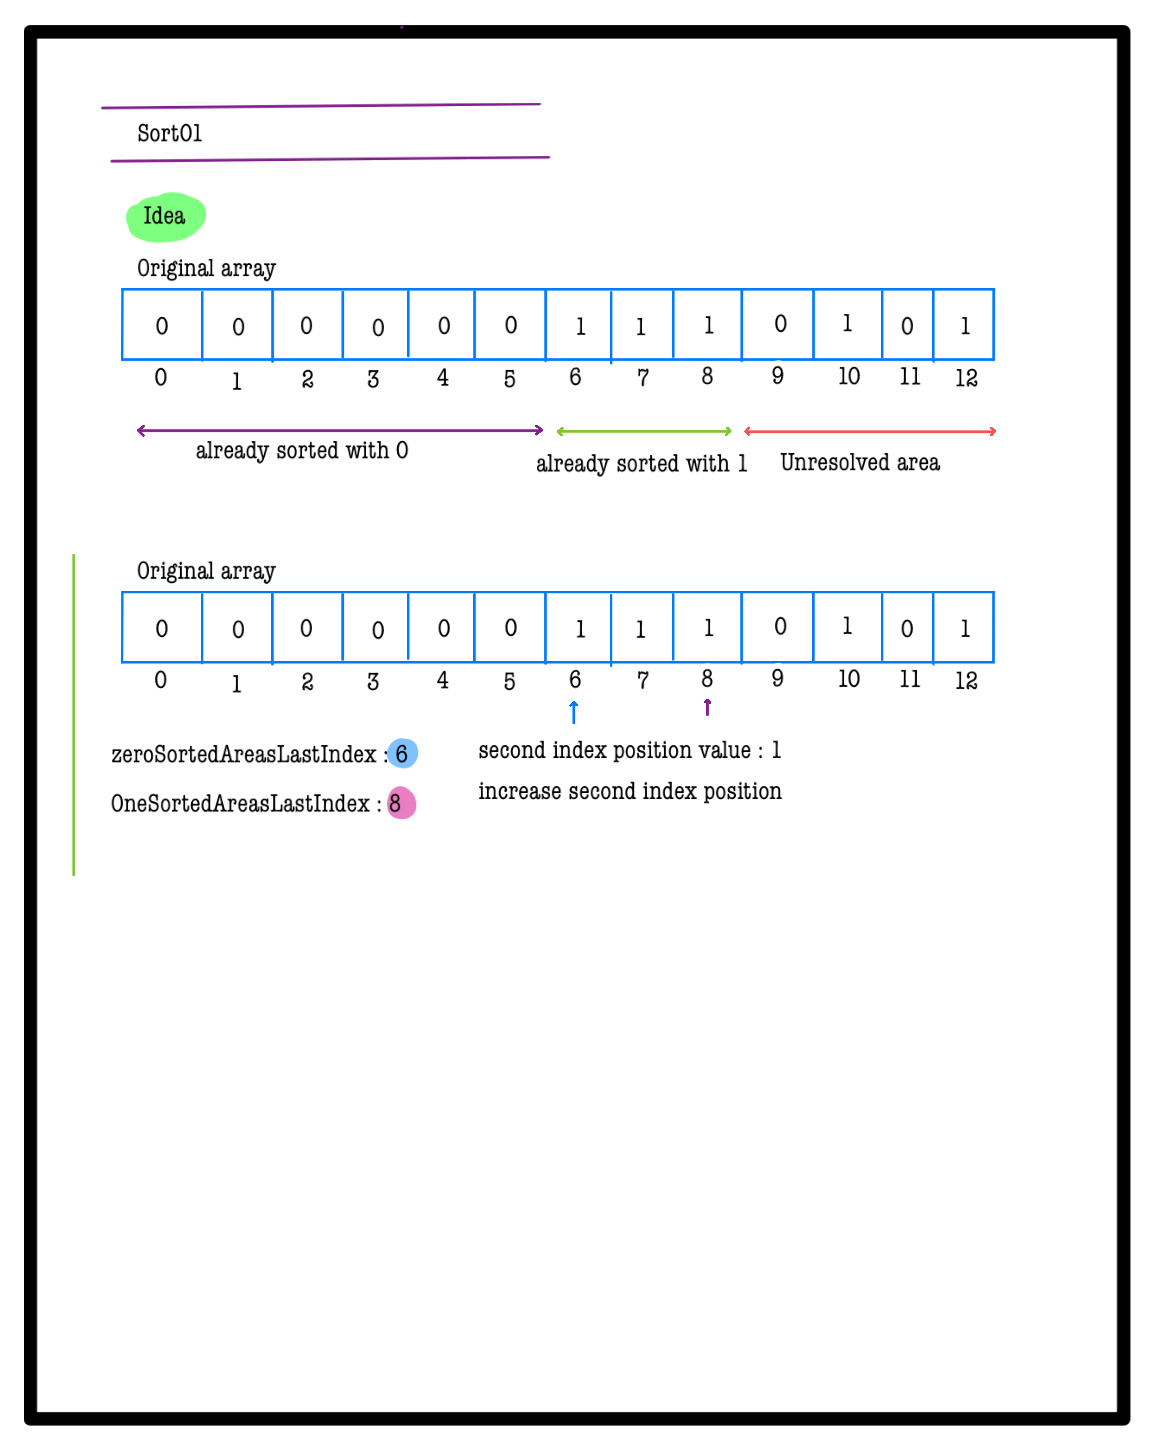 Sort01
Idea
Original array
0 0 0 0 0 0 1 1 1 0 1 0 1
0 1 2 3 4 5 6 7 8 9 10 11 12
already sorted with 0
already sorted with 1
Unresolved area
Original array
0 0 0 0 0 0 1 1 1 0 1 0 1
0 1 2 3 4 5 6 7 8 9 10 11 12
zeroSortedAreasLastIndex : 6
OneSortedAreasLastIndex : 8
second index position value : 1
increase second index position